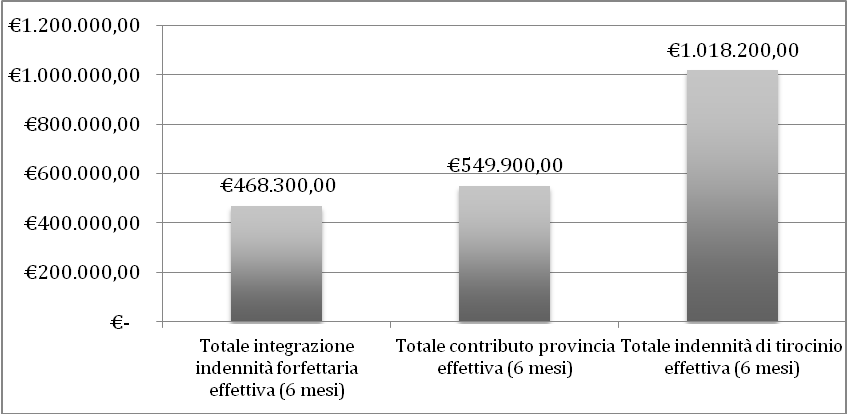 €1.200.000,00
€1.000.000,00
€800.000,00
€600.000,00
€400.000,00
€200.000,00
€-
€468.300,00
€549.900,00
€1.018.200,00
Totale integrazione
indennità forfettaria
effettiva (6 mesi)
Totale contributo provincia
effettiva (6 mesi)
Totale indennità di tirocinio
effettiva (6 mesi)